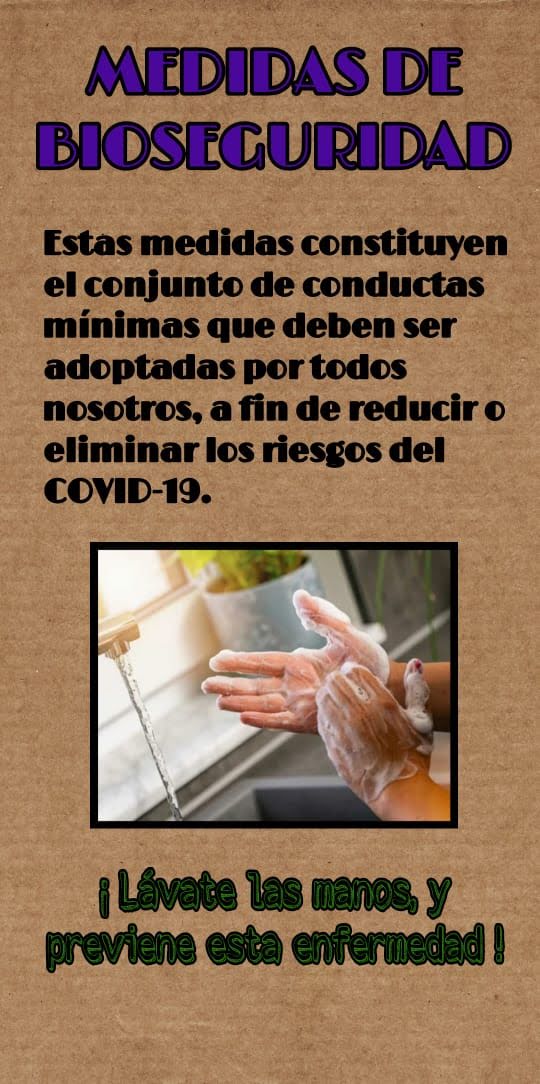 MEDIDAS DE
BIOSEGURIDAD
Estas medidas constituyen
el conjunto de conductas
mínimas que deben ser
adoptadas por todos
nosotros, a fin de reducir o
eliminar los riesgos del
COVID-19.
¡ Lávate las manos, y
previene esta enfermedad !